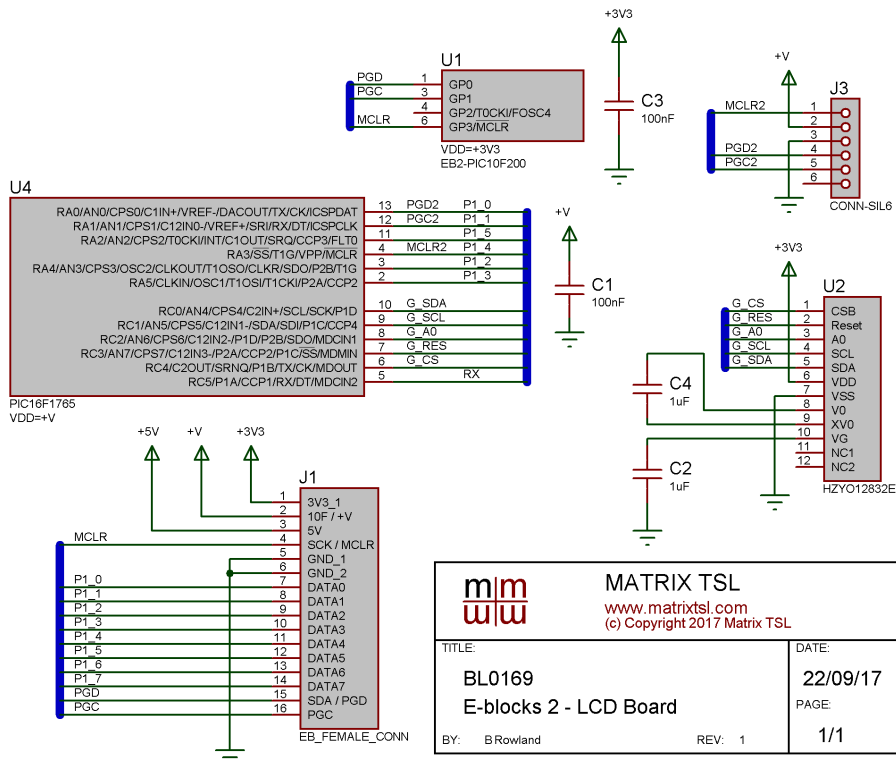 +3V3
U1
PGD 1 GP0
PGC 3 GP1
4 GP2/T0CKI/FOSC4
MCLR 6 GP3/MCLR
VDD=+3V3
EB2-PIC10F200
C3
100nF
+V
J3
MCLR2 1
2
3
PGD2 4
PGC2 5
6
CONN-SIL6
U4
RA0/AN0/CPS0/C1IN+/VREF-/DACOUT/TX/CK/ICSPDAT 13 PGD2 P1_0
RA1/AN1/CPS1/C12IN0-/VREF+/SRI/RX/DT/ICSPCLK 12 PGC2 P1_1
RA2/AN2/CPS2/T0CKI/INT/C1OUT/SRQ/CCP3/FLT0 11 P1_5
RA3/SS/T1G/VPP/MCLR 4 MCLR2 P1_4
RA4/AN3/CPS3/OSC2/CLKOUT/T1OSO/CLKR/SDO/P2B/T1G 3 P1_2
RA5/CLKIN/OSC1/T1OSI/T1CKI/P2A/CCP2 2 P1_3
RC0/AN4/CPS4/C2IN+/SCL/SCK/P1D 10 G_SDA
RC1/AN5/CPS5/C12IN1-/SDA/SDI/P1C/CCP4 9 G_SCL
RC2/AN6/CPS6/C12IN2-/P1D/P2B/SDO/MDCIN1 8 G_A0
RC3/AN7/CPS7/C12IN3-/P2A/CCP2/P1C/SS/MDMIN 7 G_RES
RC4/C2OUT/SRNQ/P1B/TX/CK/MDOUT 6 G_CS
RC5/P1A/CCP1/RX/DT/MDCIN2 5 RX
PIC16F1765
VDD=+V
+V
C1
100nF
+3V3
U2
G_CS 1 CSB
G_RES 2 Reset
G_A0 3 A0
G_SCL 4 SCL
G_SDA 5 SDA
6 VDD
7 VSS
8 V0
9 XV0
10 VG
11 NC1
12 NC2
HZYO12832E
C4
1uF
C2
1uF
+5V +V +3V3
J1
1 3V3_1
2 10F / +V
3 5V
MCLR 4 SCK / MCLR
5 GND_1
6 GND_2
P1_0 7 DATA0
P1_1 8 DATA1
P1_2 9 DATA2
P1_3 10 DATA3
P1_4 11 DATA4
P1_5 12 DATA5
P1_6 13 DATA6
P1_7 14 DATA7
PGD 15 SDA / PGD
PGC 16 PGC
EB_FEMALE_CONN
MATRIX TSL
www.matrixtsl.com
(c) Copyright 2017 Matrix TSL
TITLE:
BL0169
E-blocks 2 - LCD Board
BY: B Rowland REV: 1
DATE:
22/09/17
PAGE:
1/1